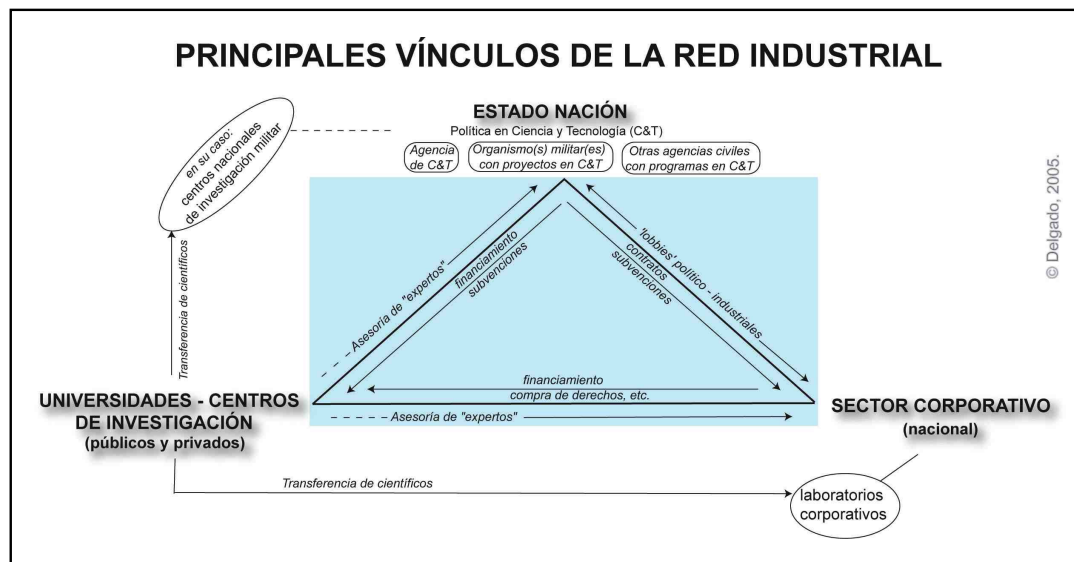 PRINCIPALES VÍNCULOS DE LA RED INDUSTRIAL
ESTADO NACIÓN
Política en Ciencia y Tecnología (C&T)
Agencia
de C&T
Organismo(s) militar(es)
con proyectos en C&T
Otras agencias civiles
con programas en C&T
en su caso:
centros nacionales
de investigación militar
© Delgado, 2005.
Transferencia de científicos
Asesoría de "expertos"
financiamiento
subvenciones
'lobbies' político - industriales
contratos
subvenciones
financiamiento
compra de derechos, etc.
Asesoría de "expertos"
UNIVERSIDADES - CENTROS
DE INVESTIGACIÓN
(públicos y privados)
SECTOR CORPORATIVO
(nacional)
Transferencia de científicos
laboratorios
corporativos